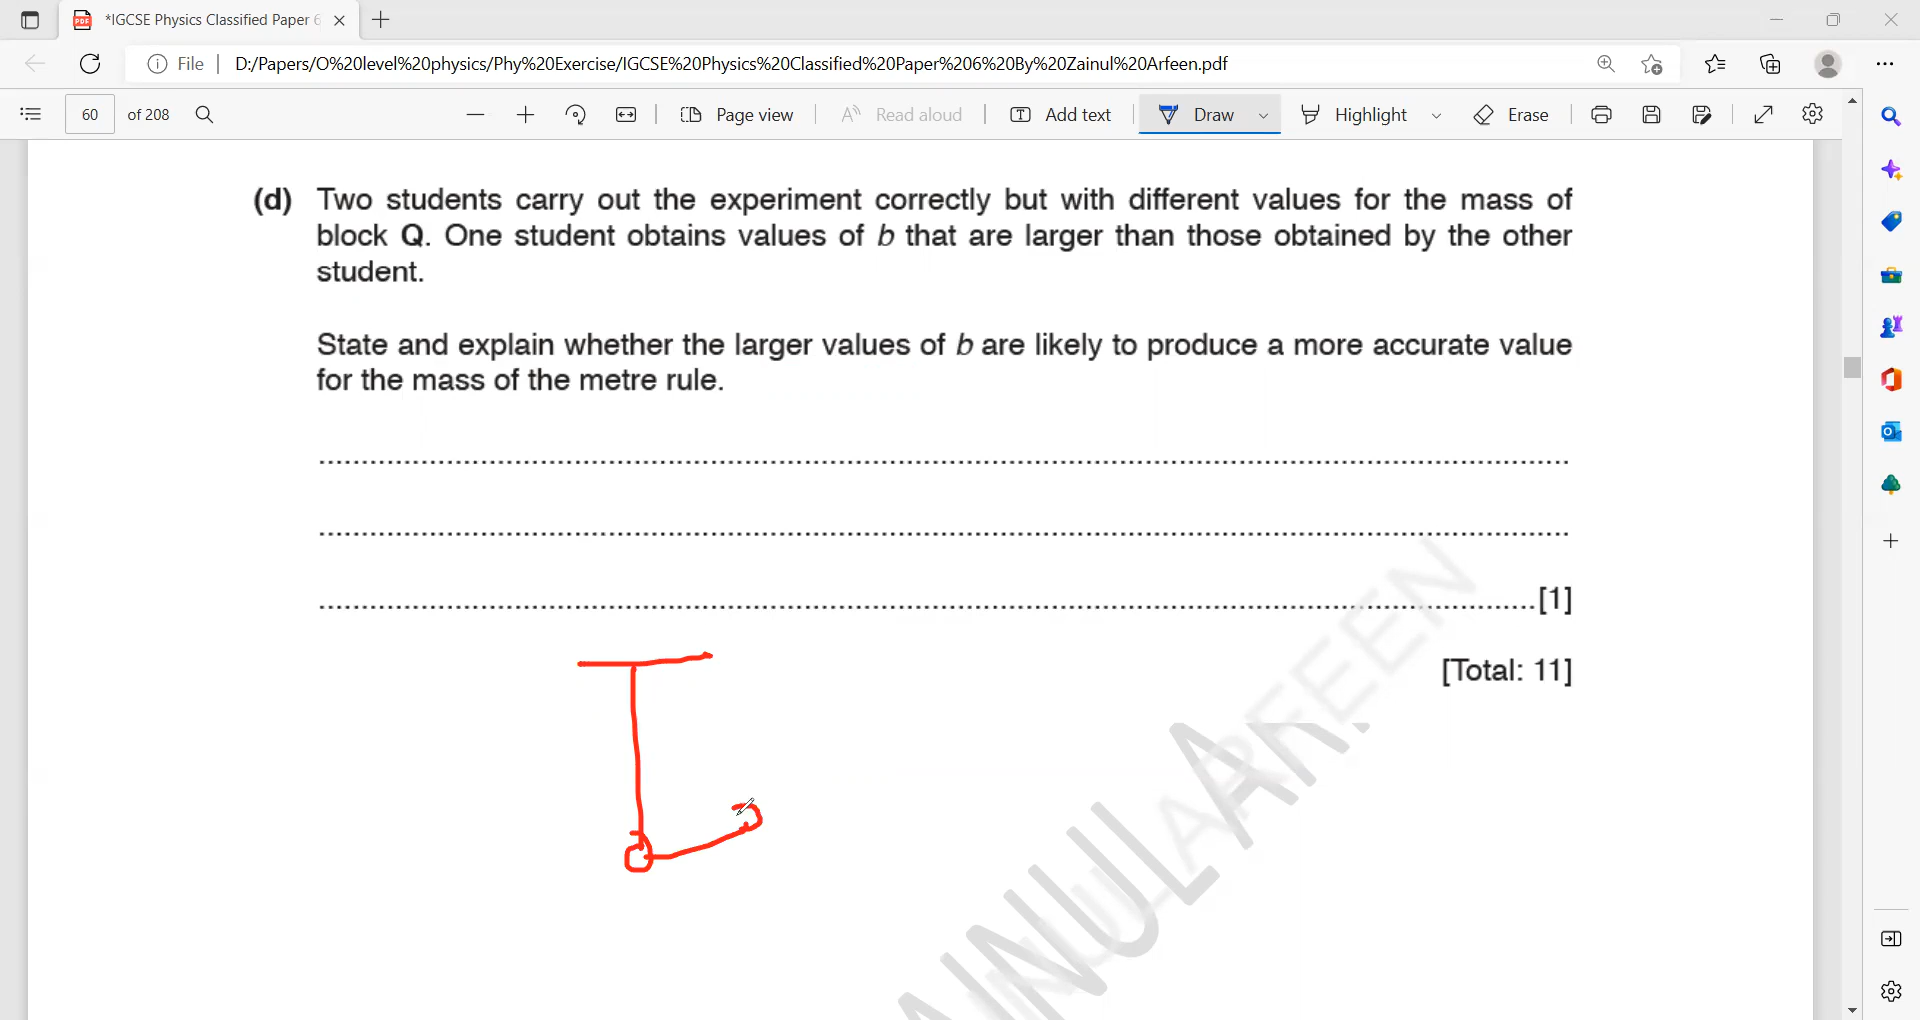 *IGCSE Physics Classified Paper 6
File
D:/Papers/O%20level%20physics/Phy%20Exercise/IGCSE%20Physics%20Classified%20Paper%206%20By%20Zainul%20Arfeen.pdf
60 of 208
Page view
Read aloud
Add text
Draw
Highlight
Erase
(d) Two students carry out the experiment correctly but with different values for the mass of
block Q. One student obtains values of b that are larger than those obtained by the other
student.
State and explain whether the larger values of b are likely to produce a more accurate value
for the mass of the metre rule.
[1]
[Total: 11]